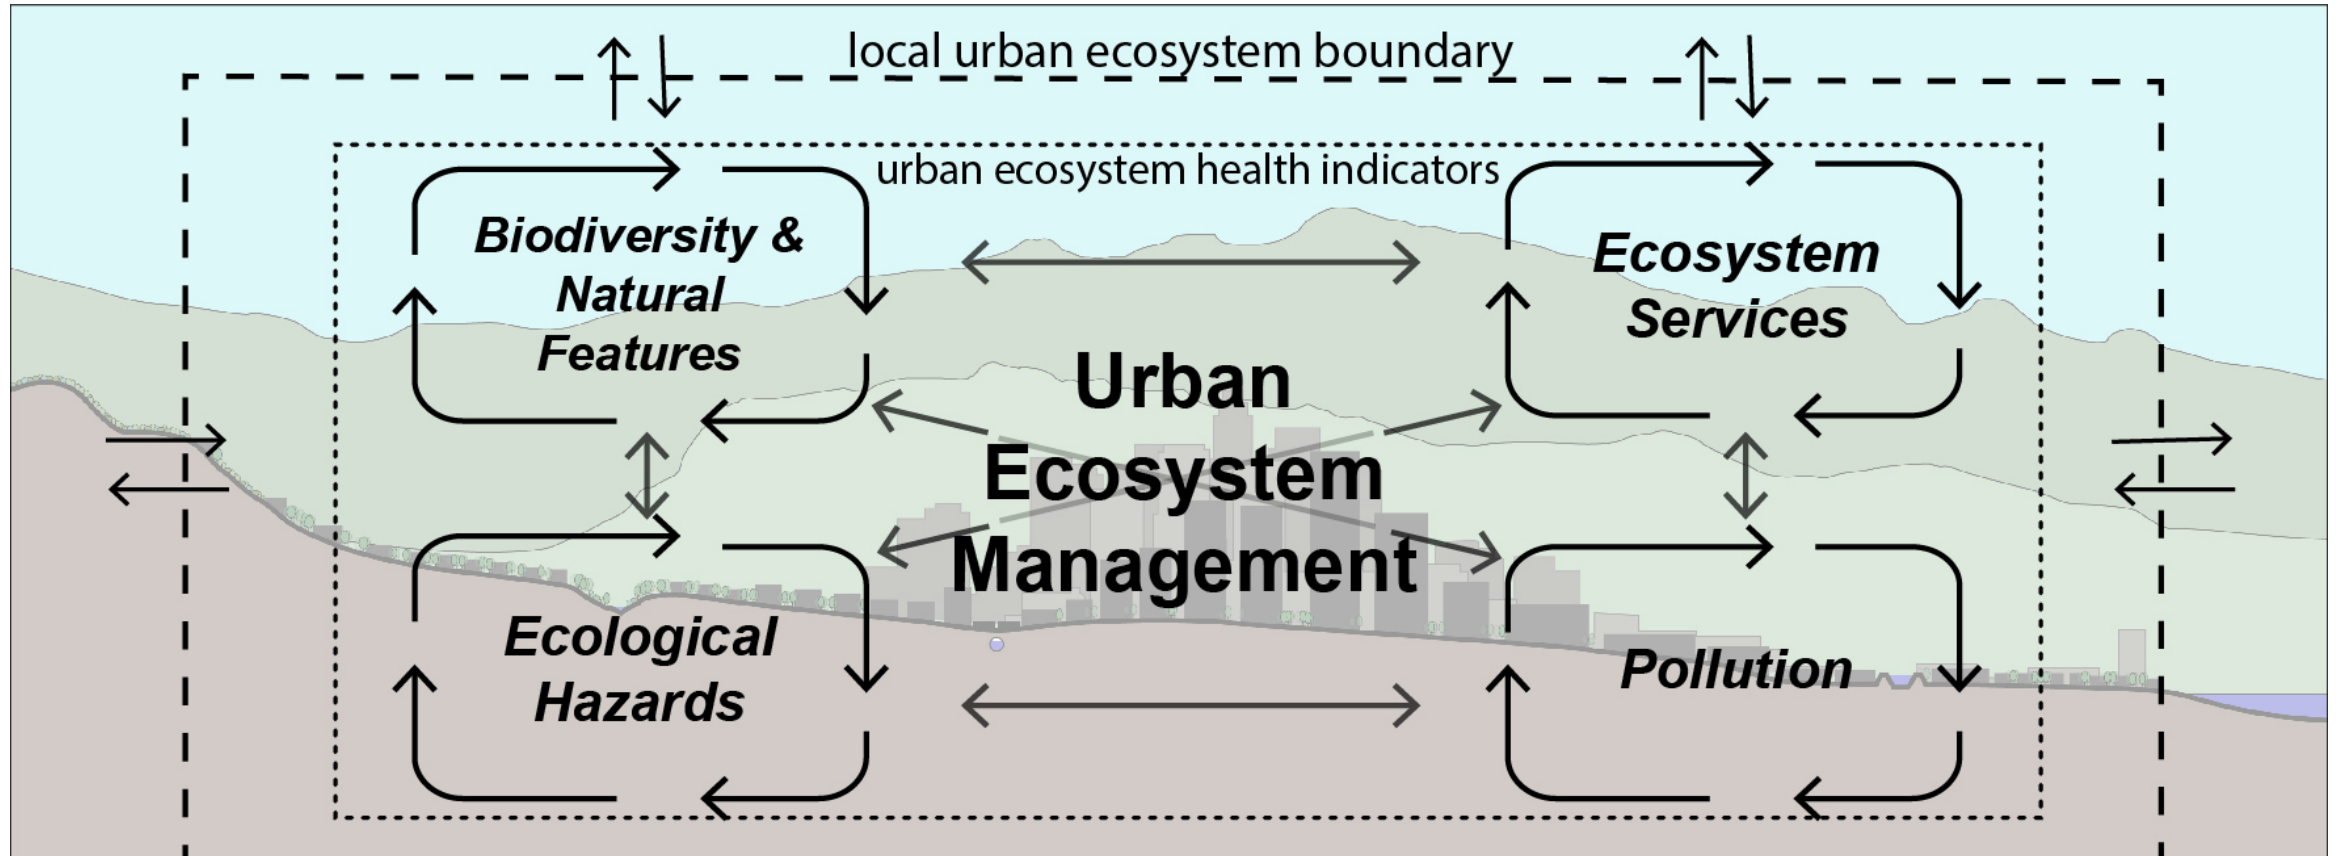 local urban ecosystem boundary
urban ecosystem health indicators
Biodiversity &
Natural
Features
Ecosystem
Services
Urban
Ecosystem
Management
Ecological
Hazards
Pollution